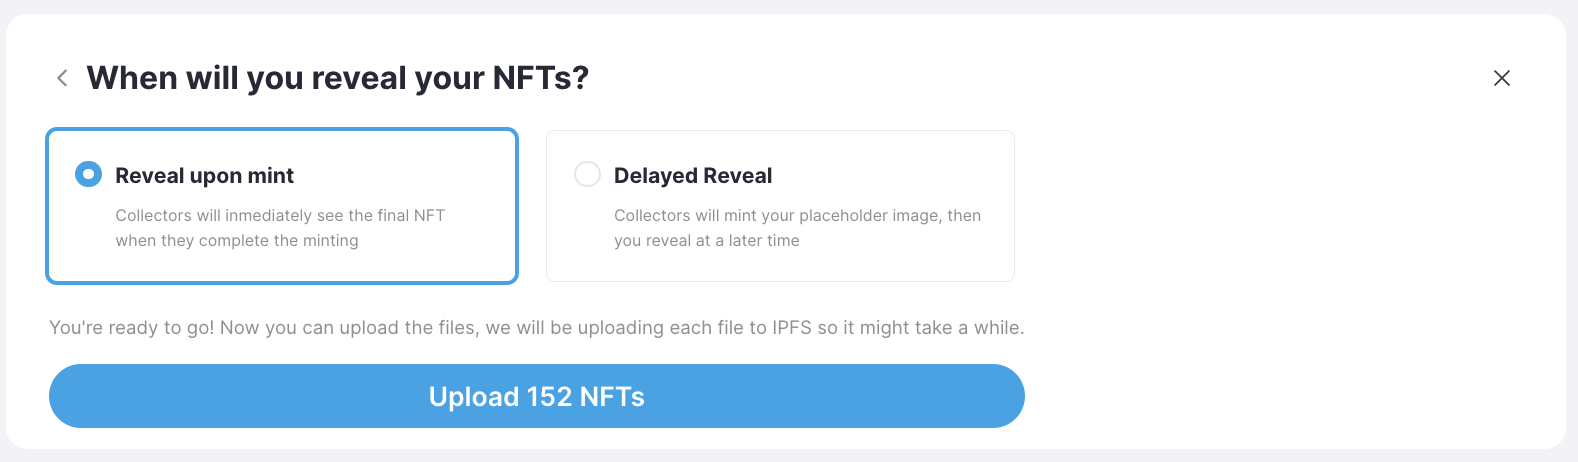 When will you reveal your NFTs?
Reveal upon mint
Collectors will inmediately see the final NFT
when they complete the minting
Delayed Reveal
Collectors will mint your placeholder image, then
you reveal at a later time
You're ready to go! Now you can upload the files, we will be uploading each file to IPFS so it might take a while.
Upload 152 NFTs